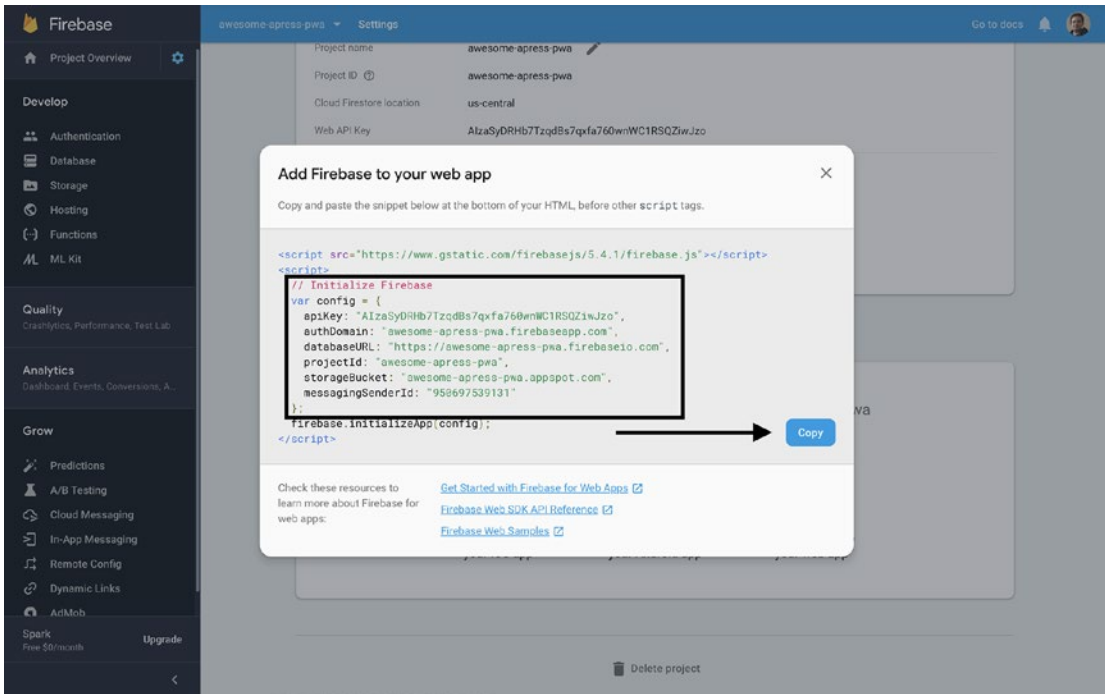 Firebase
Project Overview
Develop
Authentication
Database
Storage
Hosting
Functions
ML Kit
Quality
Crashlytics, Performance, Test Lab
Analytics
Dashboard, Events, Conversions, A...
Grow
Predictions
A/B Testing
Cloud Messaging
In-App Messaging
Remote Config
Dynamic Links
AdMob
Spark
Free $0/month
Upgrade
awesome-apress-pwa Settings
Go to docs
Project name awesome-apress-pwa
Project ID awesome-apress-pwa
Cloud Firestore location us-central
Web API Key AIzaSyDRHb7TzqdBs7qxfa760wnWC1RSQZiwJzo
Add Firebase to your web app
Copy and paste the snippet below at the bottom of your HTML, before other script tags.
<script src="https://www.gstatic.com/firebasejs/5.4.1/firebase.js"></script>
<script>
// Initialize Firebase
var config = {
apiKey: "AIzaSyDRHb7TzqdBs7qxfa760wnWC1RSQZiwJzo",
authDomain: "awesome-apress-pwa.firebaseapp.com",
databaseURL: "https://awesome-apress-pwa.firebaseio.com",
projectId: "awesome-apress-pwa",
storageBucket: "awesome-apress-pwa.appspot.com",
messagingSenderId: "950697539131"
};
firebase.initializeApp(config);
</script>
Copy
Check these resources to
learn more about Firebase for
web apps:
Get Started with Firebase for Web Apps
Firebase Web SDK API Reference
Firebase Web Samples
Delete project